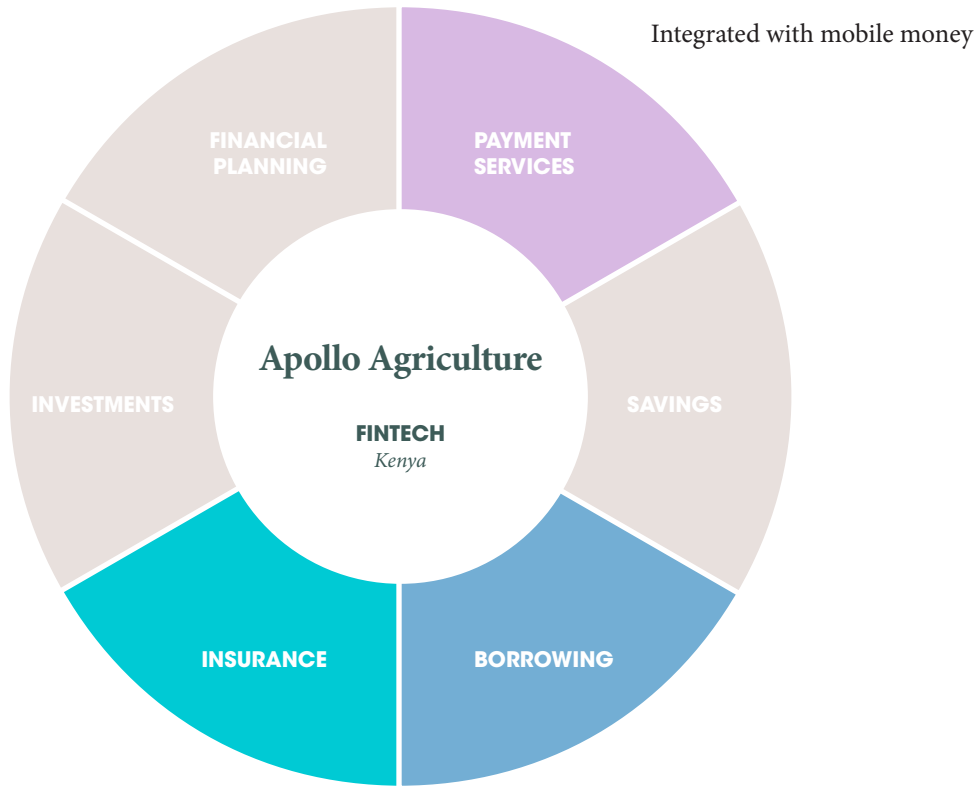 Integrated with mobile money
FINANCIAL
PLANNING
PAYMENT
SERVICES
Apollo Agriculture
FINTECH
Kenya
INVESTMENTS
SAVINGS
INSURANCE
BORROWING